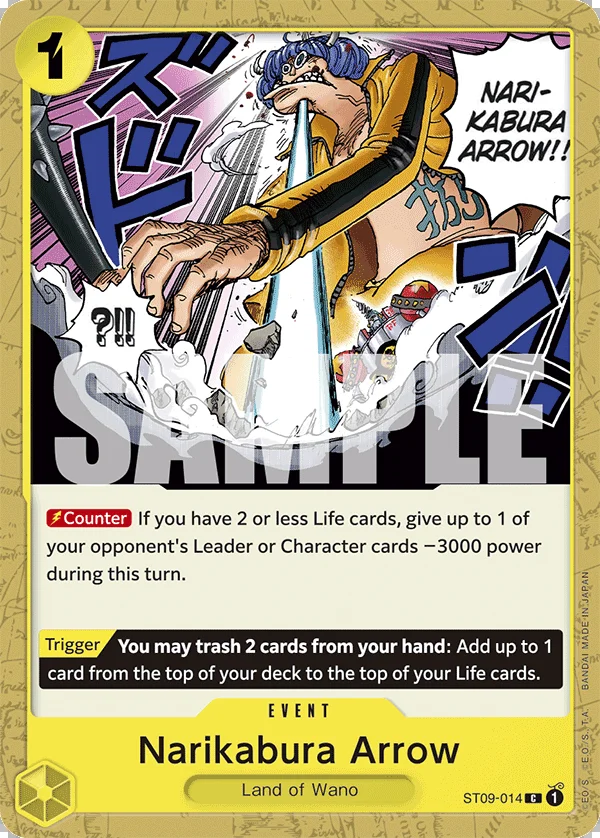 1
ズドン
NARI-
KABURA
ARROW!!
?!!
SAMPLE
Counter If you have 2 or less Life cards, give up to 1 of
your opponent's Leader or Character cards −3000 power
during this turn.
Trigger You may trash 2 cards from your hand: Add up to 1
card from the top of your deck to the top of your Life cards.
EVENT
Narikabura Arrow
Land of Wano
ST09-014 C 1
©E.O.S. ©E.O.S., T.A. BANDAI MADE IN JAPAN